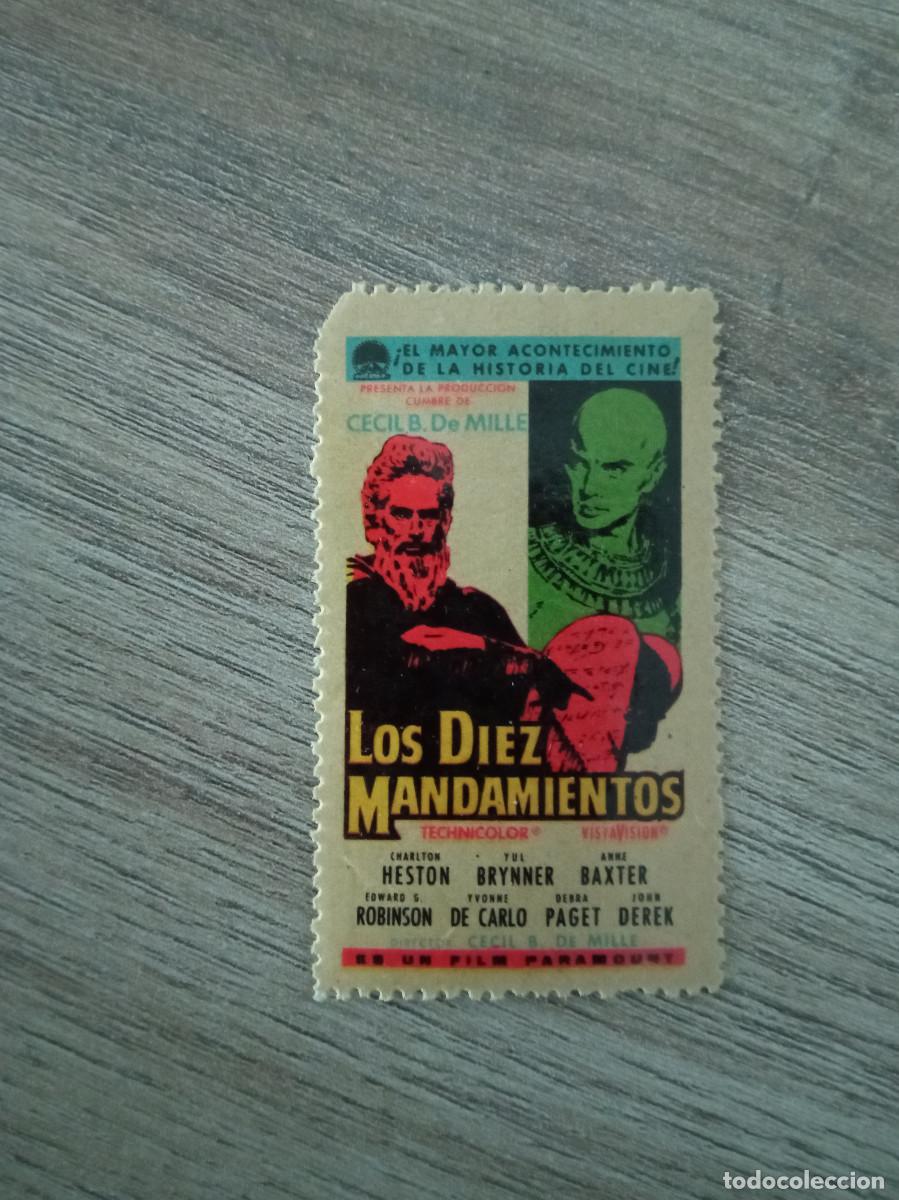 ¡EL MAYOR ACONTECIMIENTO
DE LA HISTORIA DEL CINE!
PRESENTA LA PRODUCCION
CUMBRE DE
CECIL B. De MILLE
LOS DIEZ
MANDAMIENTOS
TECHNICOLOR®
VISTAVISION®
CHARLTON HESTON
YUL BRYNNER
ANNE BAXTER
EDWARD G. ROBINSON
YVONNE DE CARLO
DEBRA PAGET
JOHN DEREK
DIRECTOR CECIL B. DE MILLE
ES UN FILM PARAMOUNT
todocoleccion